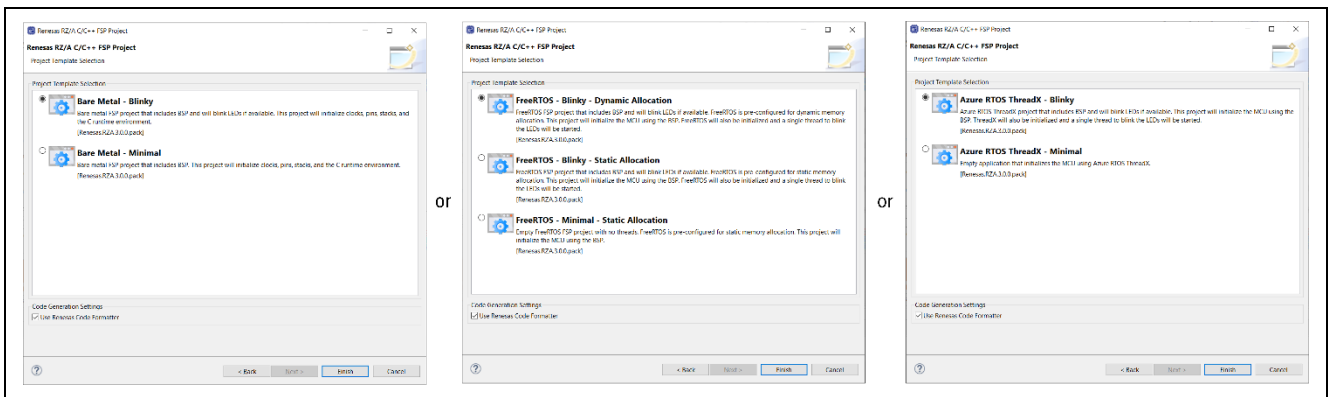 Renesas RZ/A C/C++ FSP Project
Renesas RZ/A C/C++ FSP Project
Project Template Selection
Project Template Selection
Bare Metal - Blinky
Bare metal FSP project that includes BSP and will blink LEDs if available. This project will initialize clocks, pins, stacks, and
the C runtime environment.
[Renesas.RZA.3.0.0.pack]
Bare Metal - Minimal
Bare metal FSP project that includes BSP. This project will initialize clocks, pins, stacks, and the C runtime environment.
[Renesas.RZA.3.0.0.pack]
Code Generation Settings
Use Renesas Code Formatter
?
< Back
Next >
Finish
Cancel
or
Renesas RZ/A C/C++ FSP Project
Renesas RZ/A C/C++ FSP Project
Project Template Selection
Project Template Selection
FreeRTOS - Blinky - Dynamic Allocation
FreeRTOS FSP project that includes BSP and will blink LEDs if available. FreeRTOS is pre-configured for dynamic memory
allocation. This project will initialize the MCU using the BSP. FreeRTOS will also be initialized and a single thread to blink
the LEDs will be started.
[Renesas.RZA.3.0.0.pack]
FreeRTOS - Blinky - Static Allocation
FreeRTOS FSP project that includes BSP and will blink LEDs if available. FreeRTOS is pre-configured for static memory
allocation. This project will initialize the MCU using the BSP. FreeRTOS will also be initialized and a single thread to blink
the LEDs will be started.
[Renesas.RZA.3.0.0.pack]
FreeRTOS - Minimal - Static Allocation
Empty FreeRTOS FSP project with no threads. FreeRTOS is pre-configured for static memory allocation. This project will
initialize the MCU using the BSP.
[Renesas.RZA.3.0.0.pack]
Code Generation Settings
Use Renesas Code Formatter
?
< Back
Next >
Finish
Cancel
or
Renesas RZ/A C/C++ FSP Project
Renesas RZ/A C/C++ FSP Project
Project Template Selection
Project Template Selection
Azure RTOS ThreadX - Blinky
Azure RTOS ThreadX project that includes BSP and will blink LEDs if available. This project will initialize the MCU using the
BSP. ThreadX will also be initialized and a single thread to blink the LEDs will be started.
[Renesas.RZA.3.0.0.pack]
Azure RTOS ThreadX - Minimal
Empty application that initializes the MCU using Azure RTOS ThreadX.
[Renesas.RZA.3.0.0.pack]
Code Generation Settings
Use Renesas Code Formatter
?
< Back
Next >
Finish
Cancel